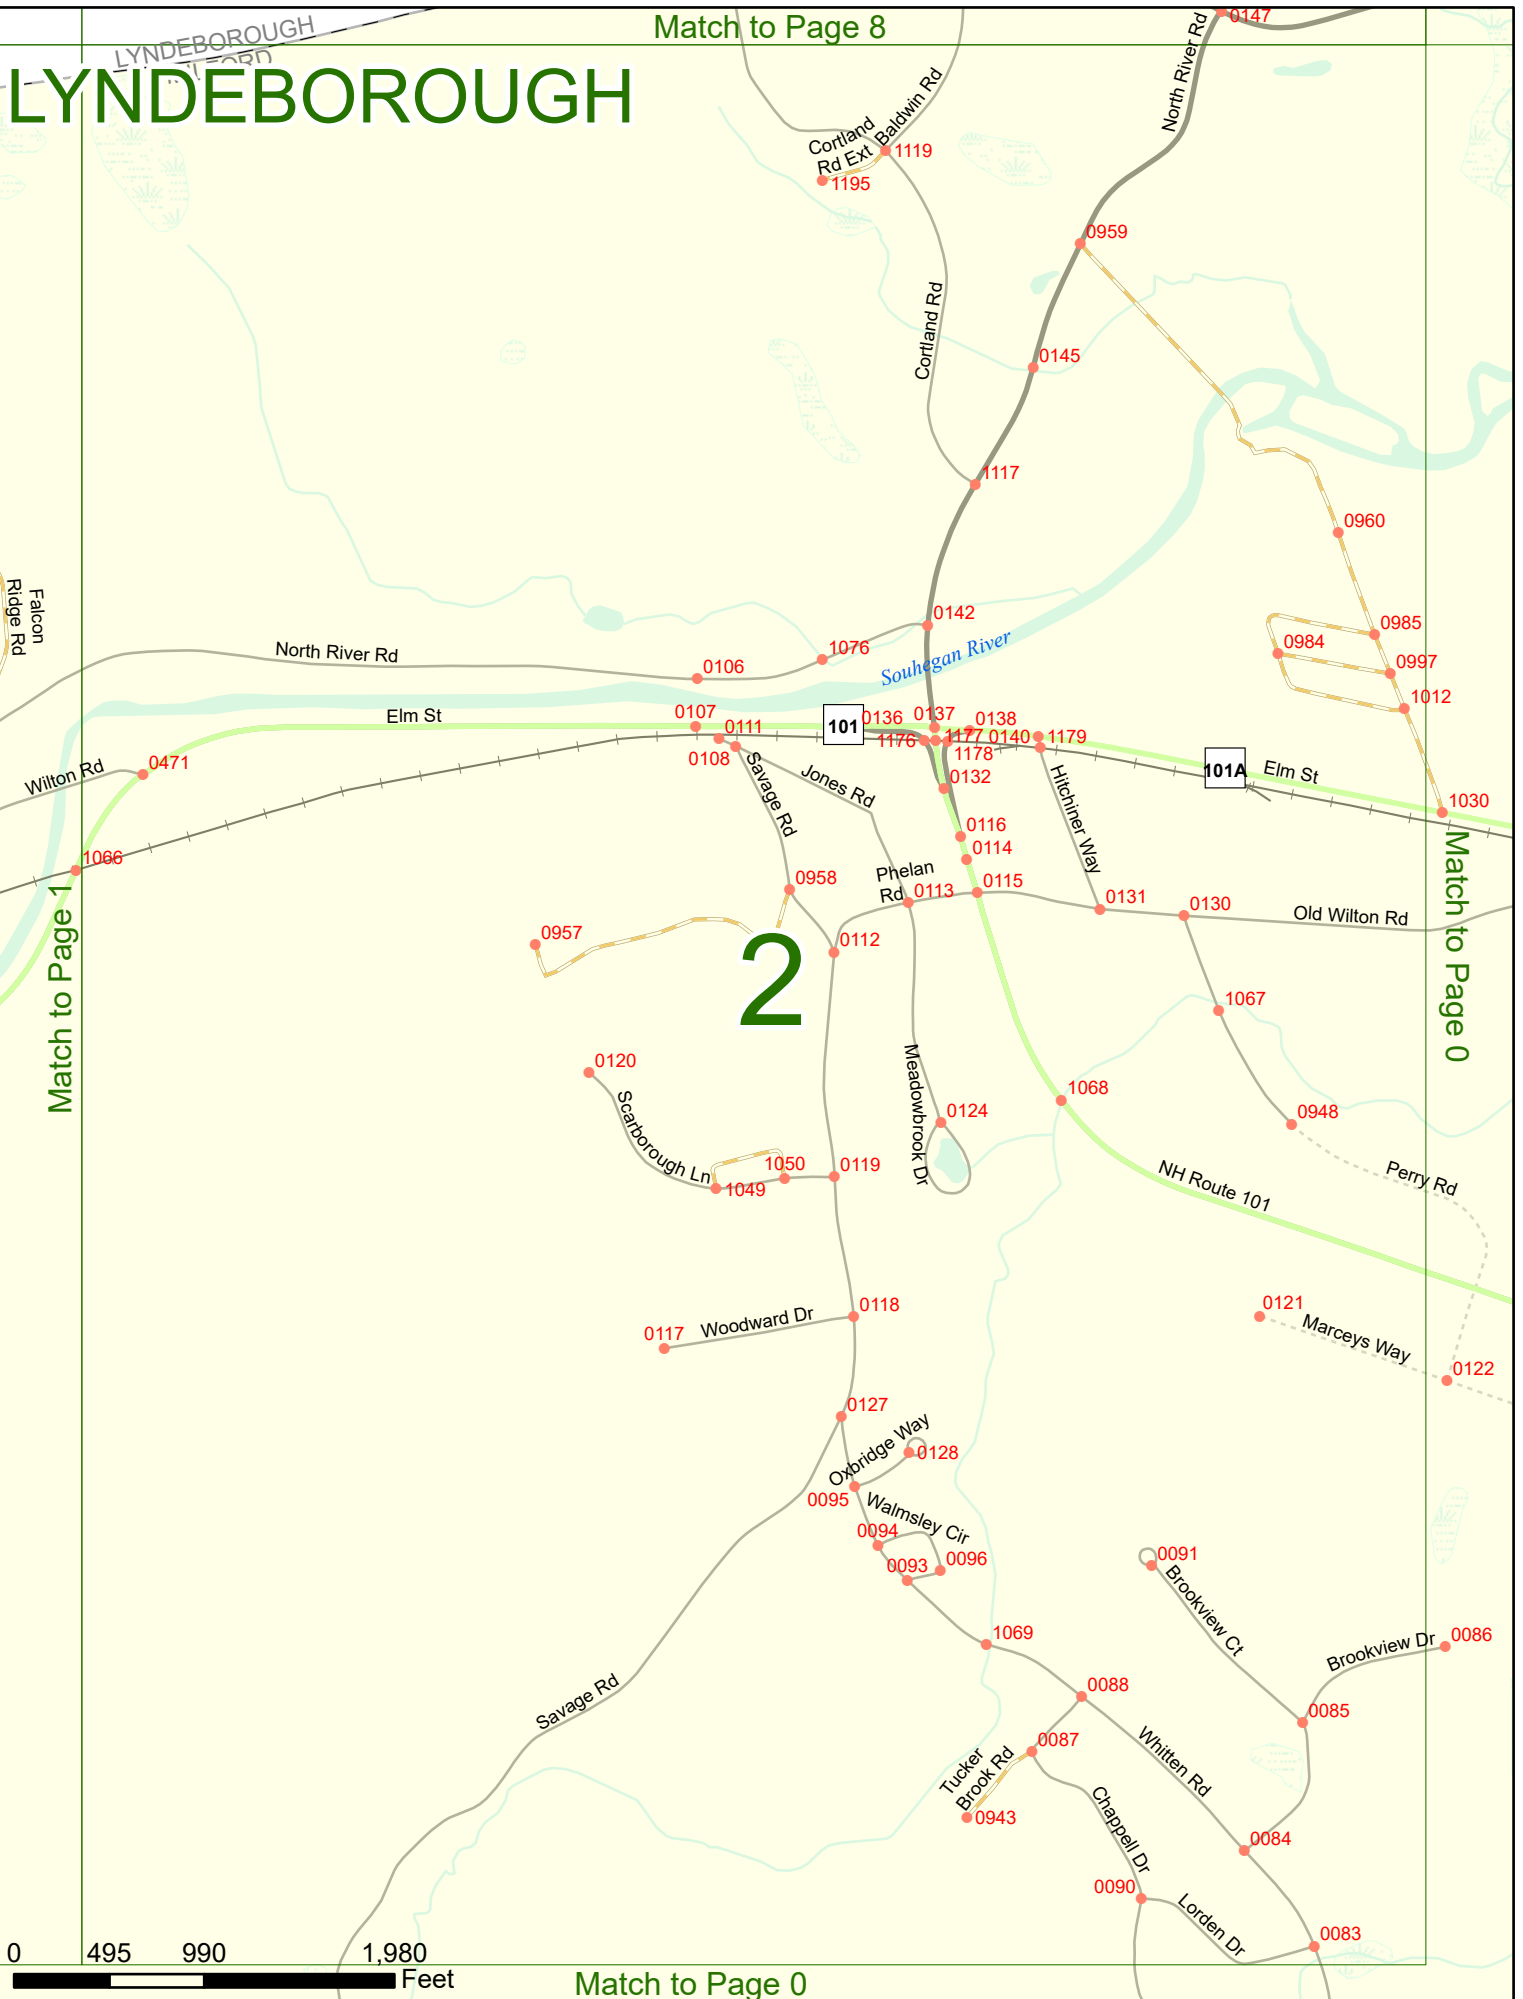 Match to Page 8
0147
LYNDEBOROUGH
LYNDEBOROUGH
North River Rd
Baldwin Rd
Cortland
Rd Ext
1119
1195
0959
Cortland Rd
0145
1117
0960
Falcon
Ridge Rd
0142
0985
North River Rd
1076
0984
Souhegan River
0106
0997
1012
Elm St
0107
0111
101
0136
0137
0138
0108
1176
1177
0140
1179
1178
Wilton Rd
0471
Savage Rd
Jones Rd
0132
Hitchiner Way
101A
Elm St
1030
0116
0114
1066
Phelan
Rd
0958
0113
0115
0131
0130
Old Wilton Rd
Match to Page 1
Match to Page 0
0957
0112
2
1067
0120
Meadowbrook Dr
1068
0124
0948
Scarborough Ln
1050
0119
1049
Perry Rd
NH Route 101
0118
0121
0117
Woodward Dr
Marceys Way
0122
0127
Oxbridge Way
0128
0095
Walmsley Cir
0094
0093
0096
0091
Brookview Ct
1069
Brookview Dr
0086
Savage Rd
0088
0085
0087
Tucker
Brook Rd
Whitten Rd
0943
Chappell Dr
0084
0090
Lorden Dr
0083
0
495
990
1,980
Feet
Match to Page 0